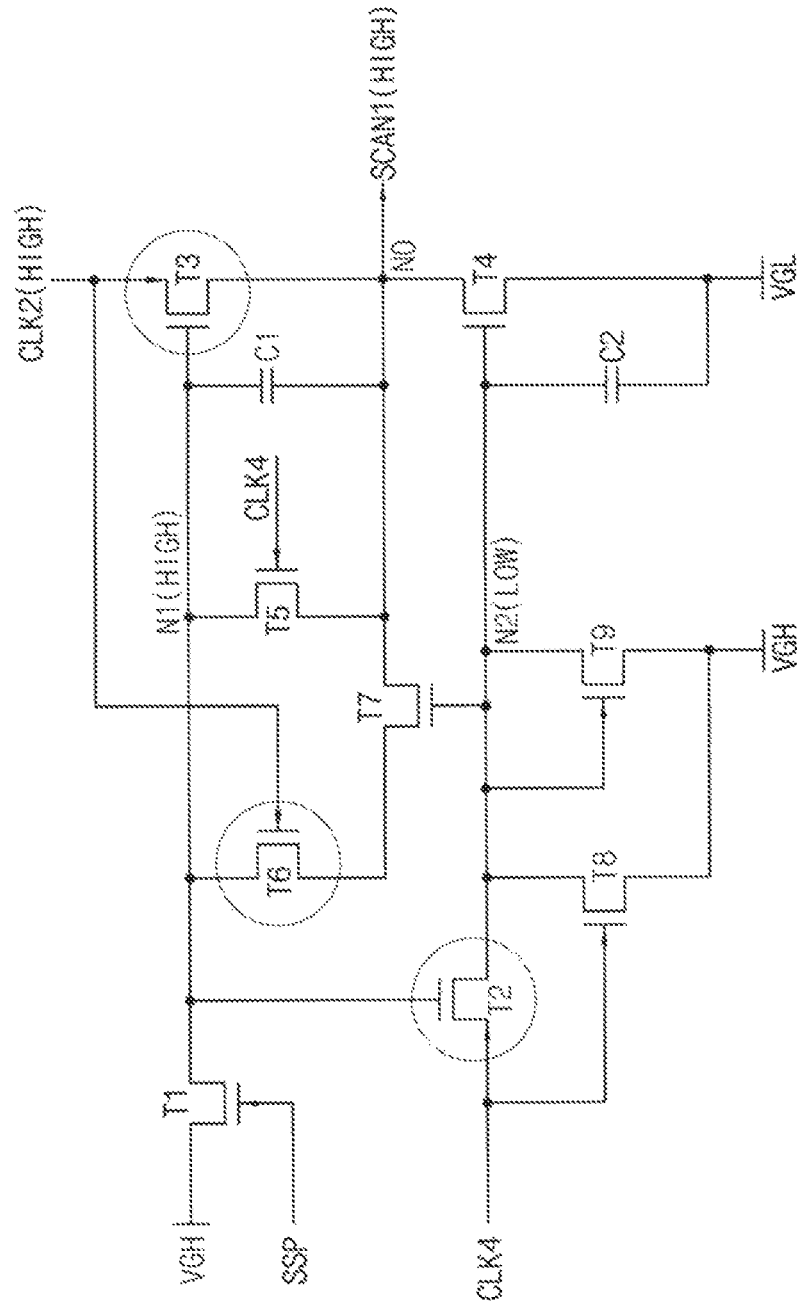 CLK2(HIGH)
T3
SCAN1(HIGH)
NO
C1
N1(HIGH)
CLK4
T5
T4
C2
VGL
T7
N2(LOW)
T9
VGH
T6
T8
T2
T1
VGH
SSP
CLK4